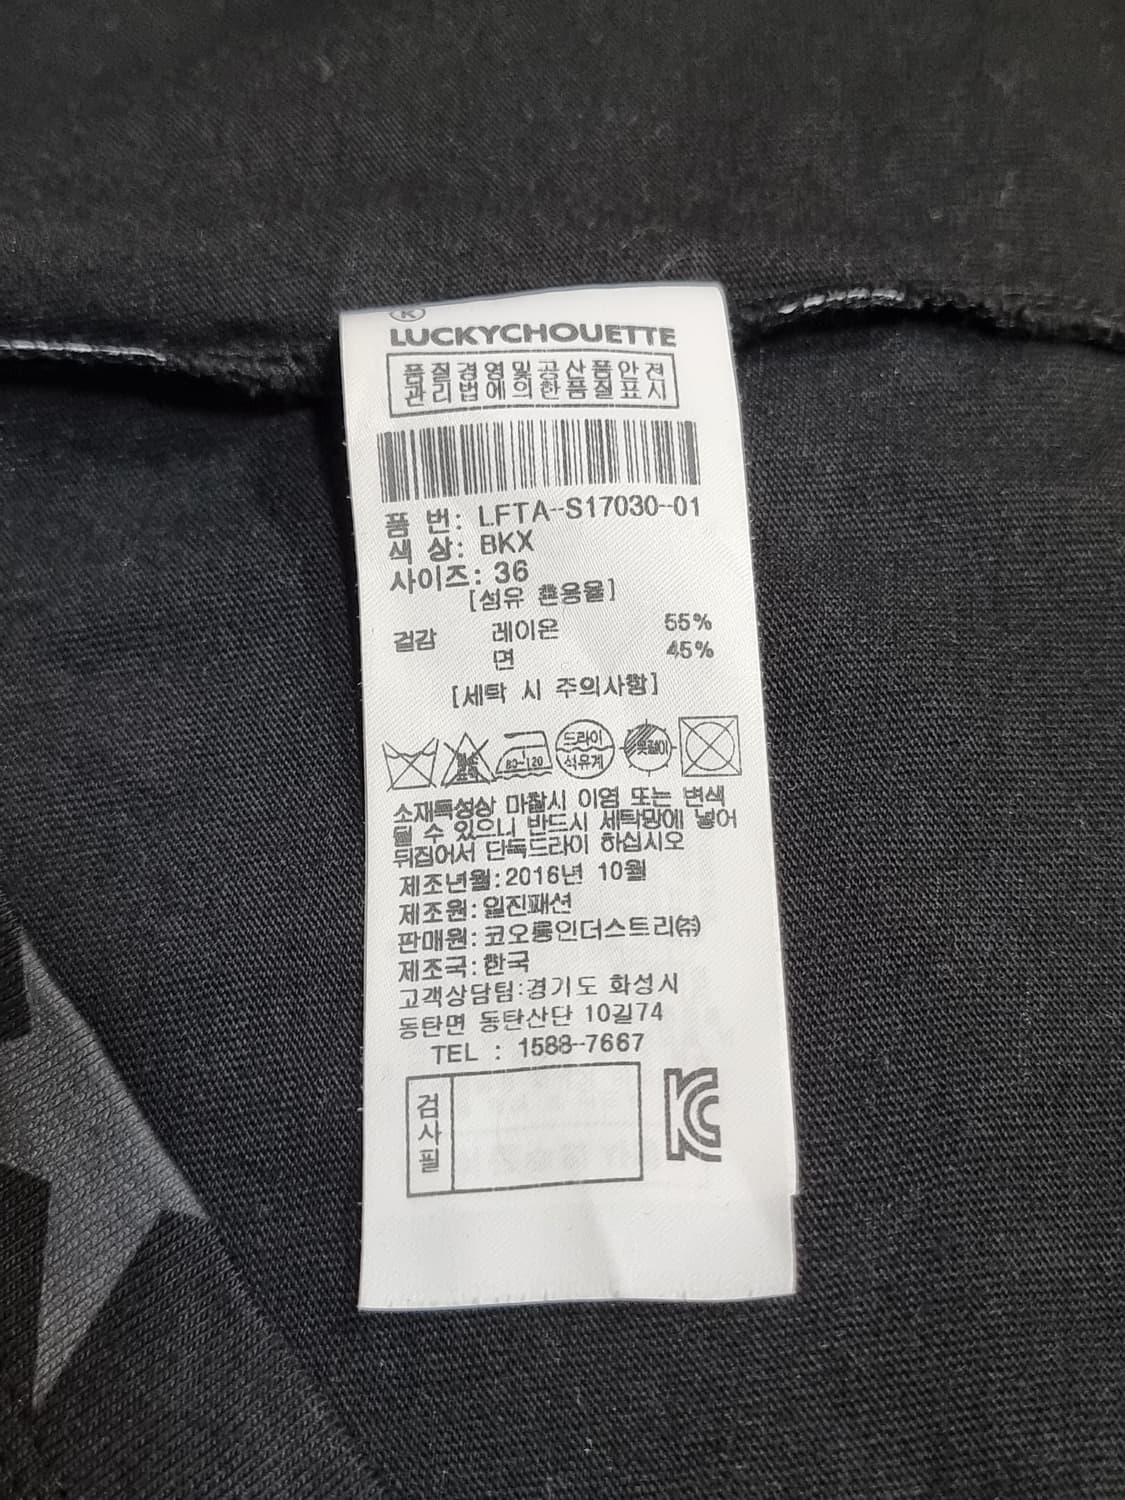 LUCKYCHOUETTE
품질경영및공산품안전
관리법에의한품질표시
품 번: LFTA-S17030-01
색 상: BKX
사이즈: 36
[섬유 혼용율]
겉감 레이온 55%
면 45%
[세탁 시 주의사항]
80~120 드라이 석유계 옷걸이
소재특성상 마찰시 이염 또는 변색
될 수 있으니 반드시 세탁망에 넣어
뒤집어서 단독드라이 하십시오
제조년월:2016년 10월
제조원:일진패션
판매원:코오롱인더스트리㈜
제조국:한국
고객상담팀:경기도 화성시
동탄면 동탄산단 10길74
TEL : 1588-7667
검사필
KC